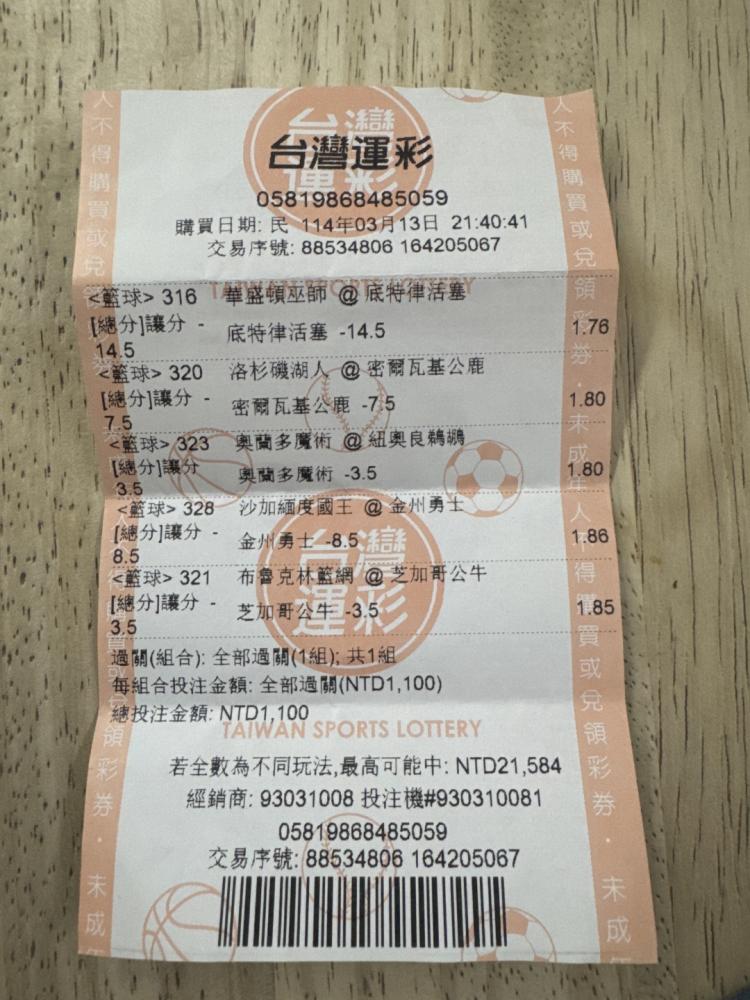 台灣運彩
05819868485059
購買日期: 民 114年03月13日 21:40:41
交易序號: 88534806 164205067
TAIWAN SPORTS LOTTERY
<籃球> 316 華盛頓巫師 @ 底特律活塞
[總分]讓分 - 底特律活塞 -14.5 1.76
14.5
<籃球> 320 洛杉磯湖人 @ 密爾瓦基公鹿
[總分]讓分 - 密爾瓦基公鹿 -7.5 1.80
7.5
<籃球> 323 奧蘭多魔術 @ 紐奧良鵜鶘
[總分]讓分 奧蘭多魔術 -3.5 1.80
3.5
<籃球> 328 沙加緬度國王 @ 金州勇士
[總分]讓分 - 金州勇士 -8.5 1.86
8.5
<籃球> 321 布魯克林籃網 @ 芝加哥公牛
[總分]讓分 - 芝加哥公牛 -3.5 1.85
3.5
台灣運彩
過關(組合): 全部過關(1組); 共1組
每組合投注金額: 全部過關(NTD1,100)
總投注金額: NTD1,100
TAIWAN SPORTS LOTTERY
若全數為不同玩法,最高可能中: NTD21,584
經銷商: 93031008 投注機#930310081
05819868485059
交易序號: 88534806 164205067
人不得購買或兌領彩券．未成年人不得購買或兌領彩券．未成年